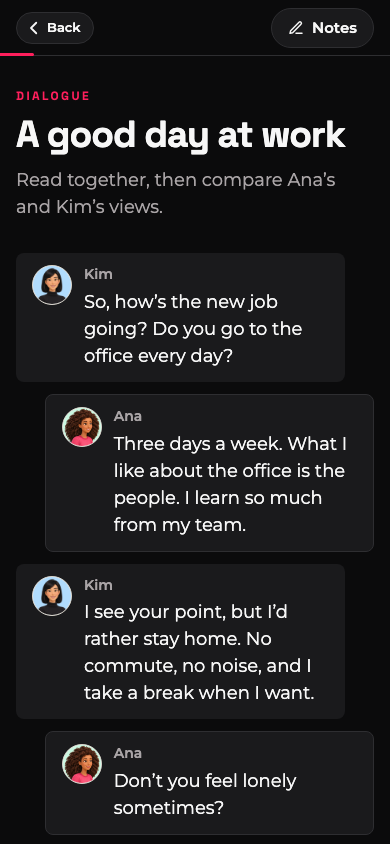 Back
Notes
DIALOGUE
A good day at work
Read together, then compare Ana’s
and Kim’s views.
Kim
So, how’s the new job
going? Do you go to the
office every day?
Ana
Three days a week. What I
like about the office is the
people. I learn so much
from my team.
Kim
I see your point, but I’d
rather stay home. No
commute, no noise, and I
take a break when I want.
Ana
Don’t you feel lonely
sometimes?